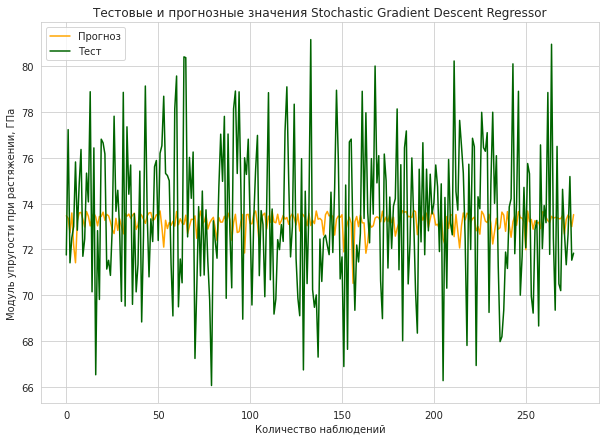 Тестовые и прогнозные значения Stochastic Gradient Descent Regressor
Прогноз
Тест
Модуль упругости при растяжении, ГПа
80
78
76
74
72
70
68
66
0
50
100
150
200
250
Количество наблюдений